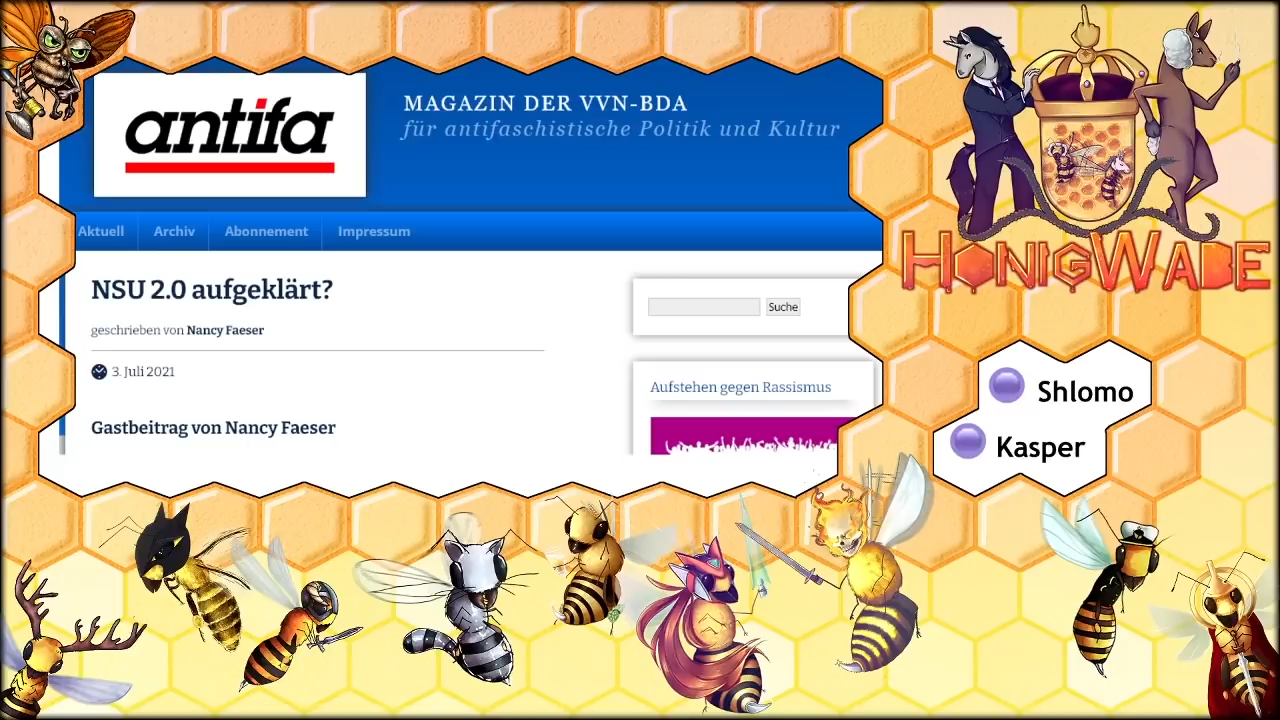 antifa
MAGAZIN DER VVN-BDA
für antifaschistische Politik und Kultur
Aktuell Archiv Abonnement Impressum
NSU 2.0 aufgeklärt?
geschrieben von Nancy Faeser
3. Juli 2021
Gastbeitrag von Nancy Faeser
Suche
Aufstehen gegen Rassismus
HONIGWABE
Shlomo
Kasper